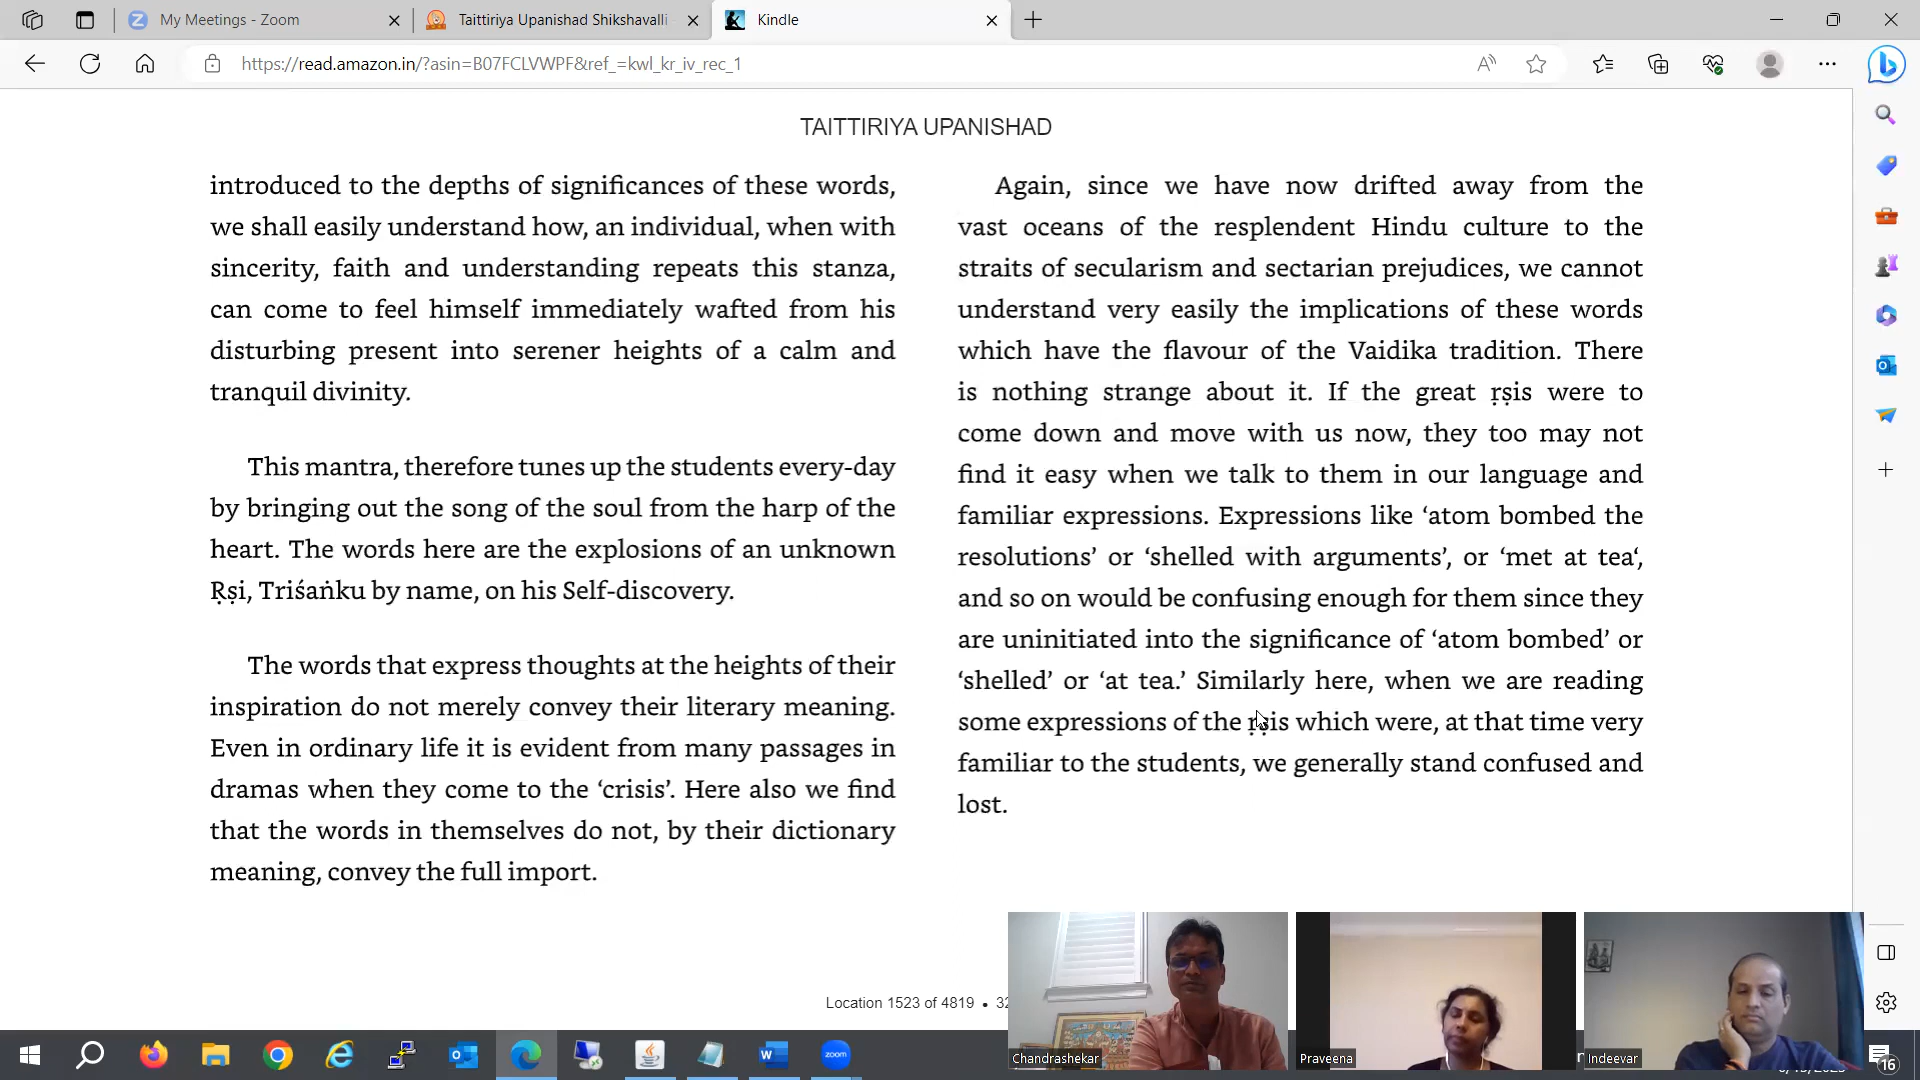 My Meetings - Zoom
Taittiriya Upanishad Shikshavalli
Kindle
https://read.amazon.in/?asin=B07FCLVWPF&ref_=kwl_kr_iv_rec_1
TAITTIRIYA UPANISHAD
introduced to the depths of significances of these words,
we shall easily understand how, an individual, when with
sincerity, faith and understanding repeats this stanza,
can come to feel himself immediately wafted from his
disturbing present into serener heights of a calm and
tranquil divinity.
This mantra, therefore tunes up the students every-day
by bringing out the song of the soul from the harp of the
heart. The words here are the explosions of an unknown
Ṛṣi, Triśaṅku by name, on his Self-discovery.
The words that express thoughts at the heights of their
inspiration do not merely convey their literary meaning.
Even in ordinary life it is evident from many passages in
dramas when they come to the ‘crisis’. Here also we find
that the words in themselves do not, by their dictionary
meaning, convey the full import.
Again, since we have now drifted away from the
vast oceans of the resplendent Hindu culture to the
straits of secularism and sectarian prejudices, we cannot
understand very easily the implications of these words
which have the flavour of the Vaidika tradition. There
is nothing strange about it. If the great ṛṣis were to
come down and move with us now, they too may not
find it easy when we talk to them in our language and
familiar expressions. Expressions like ‘atom bombed the
resolutions’ or ‘shelled with arguments’, or ‘met at tea‘,
and so on would be confusing enough for them since they
are uninitiated into the significance of ‘atom bombed’ or
‘shelled’ or ‘at tea.’ Similarly here, when we are reading
some expressions of the ṛṣis which were, at that time very
familiar to the students, we generally stand confused and
lost.
Location 1523 of 4819 • 32
Chandrashekar
Praveena
Indeevar
zoom
16